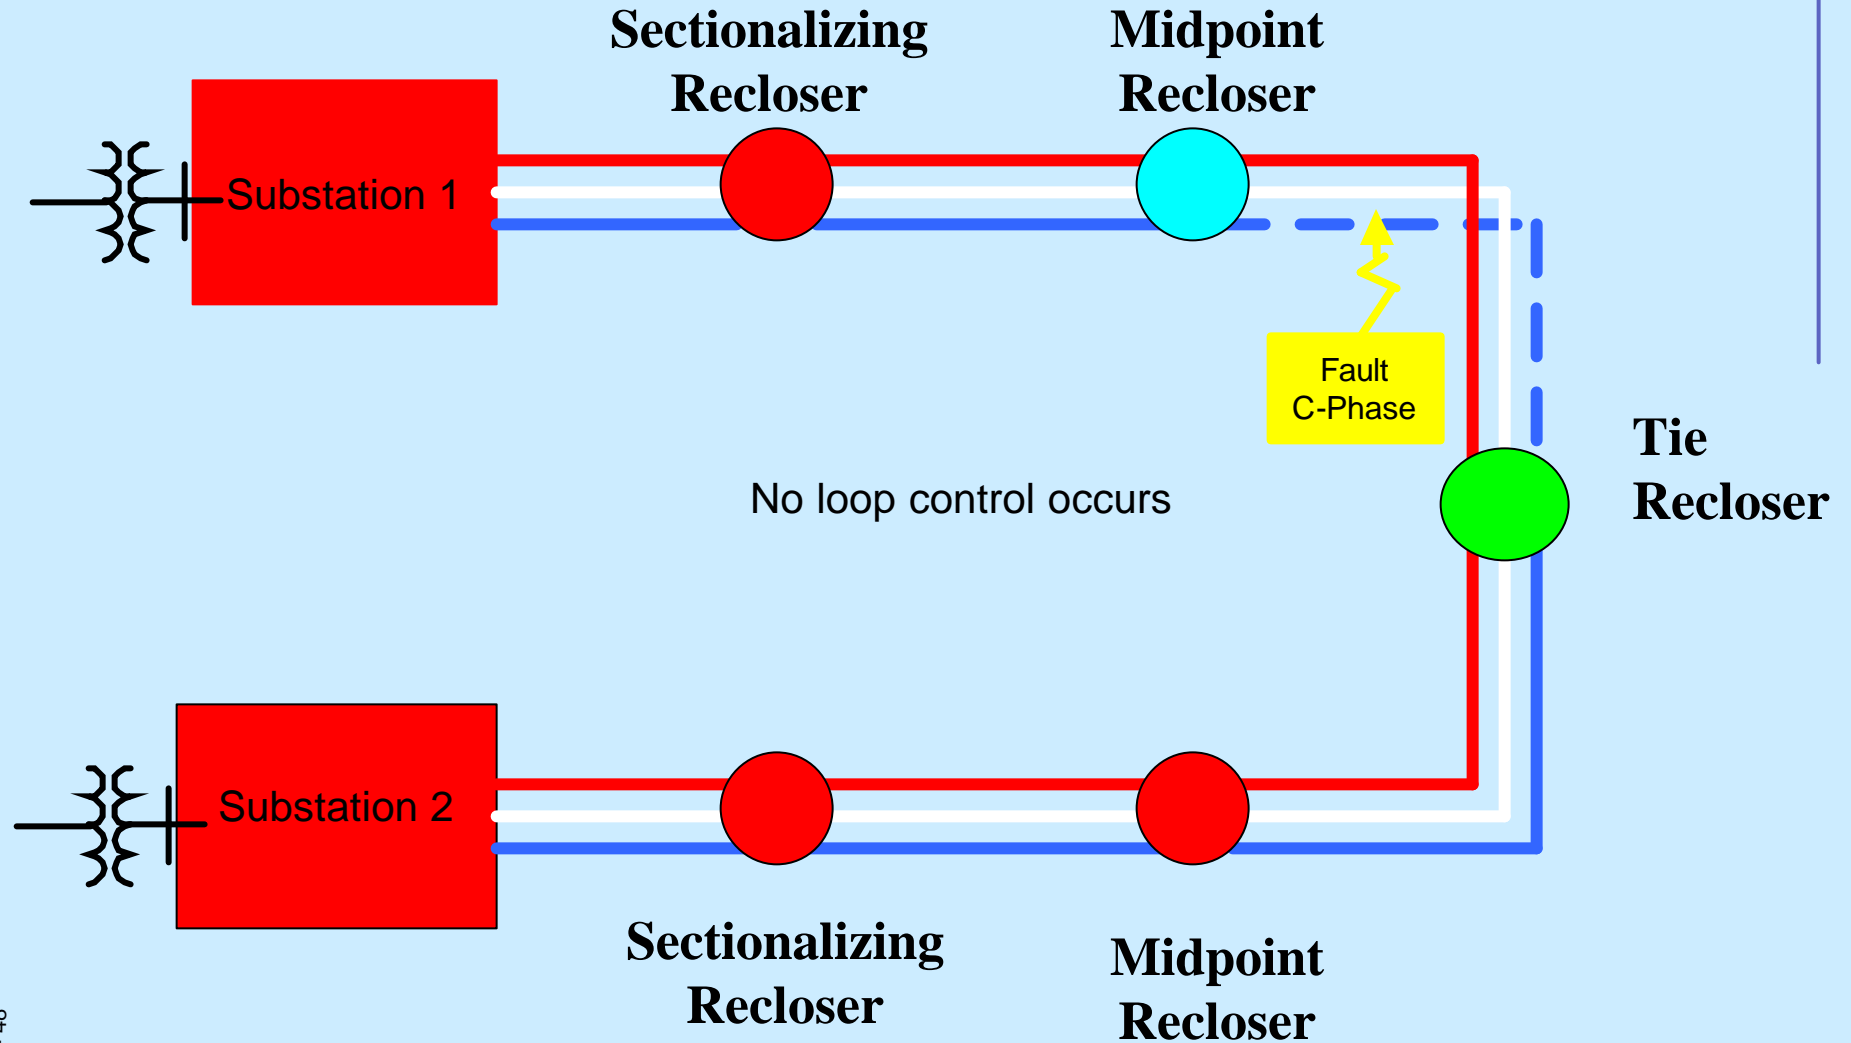 Sectionalizing
Recloser
Midpoint
Recloser
Substation 1
Fault
C-Phase
No loop control occurs
Tie
Recloser
Substation 2
Sectionalizing
Recloser
Midpoint
Recloser